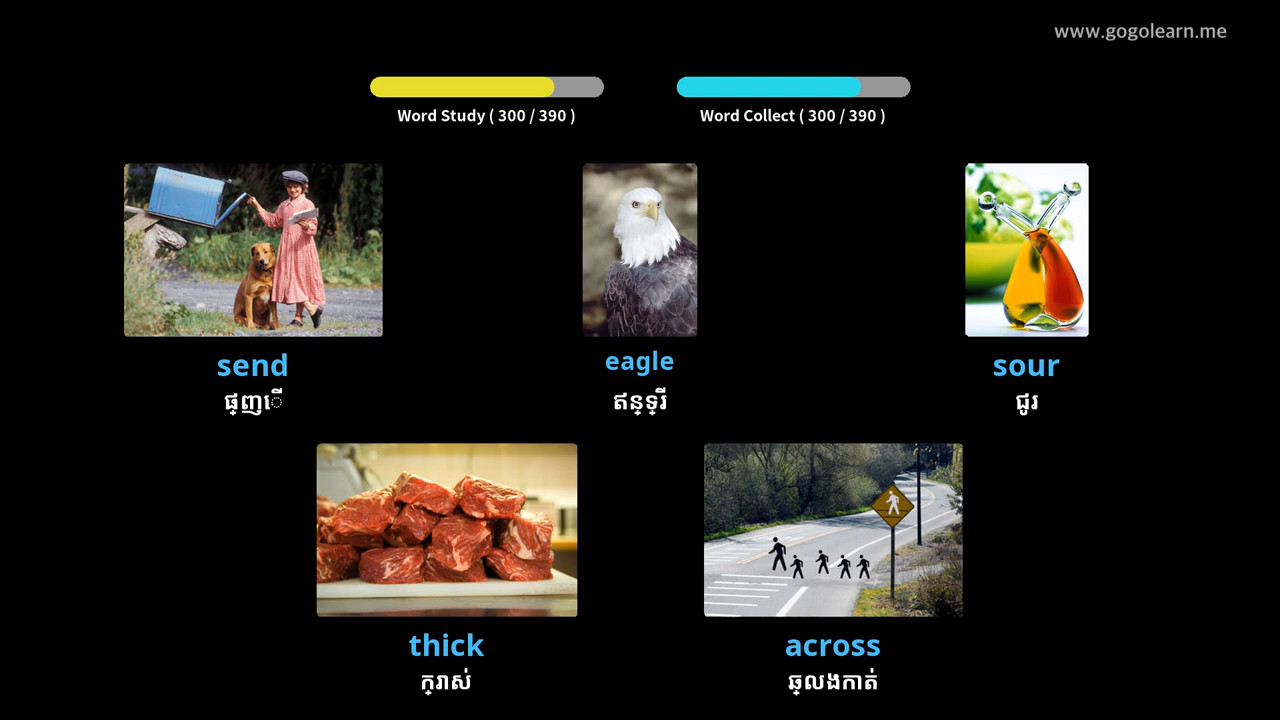 www.gogolearn.me
Word Study ( 300 / 390 )
Word Collect ( 300 / 390 )
send
ផ្ញើ
eagle
ឥន្ទ្រី
sour
ជូរ
thick
ក្រាស់
across
ឆ្លងកាត់